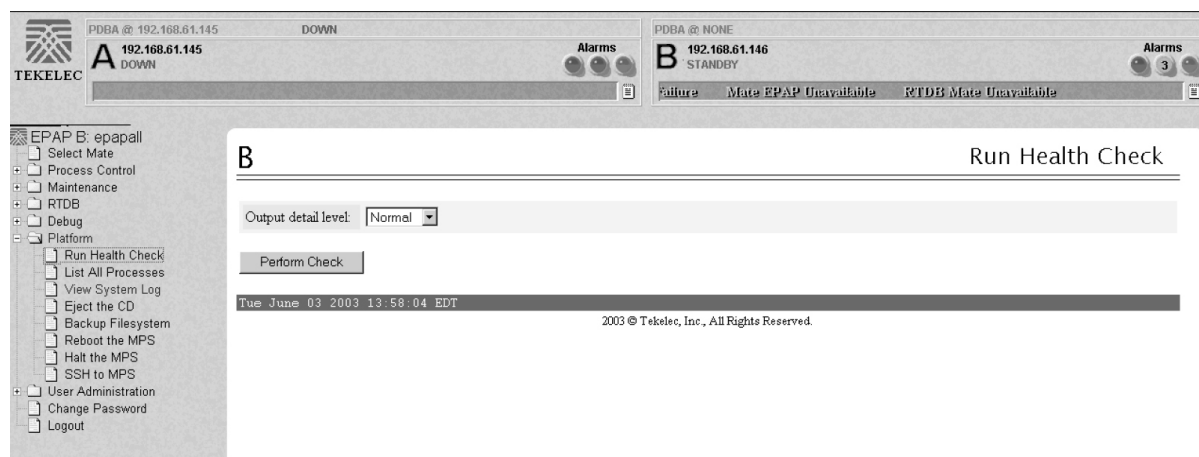 TEKELEC
PDBA @ 192.168.61.145 DOWN
A 192.168.61.145
DOWN
Alarms
PDBA @ NONE
B 192.168.61.146
STANDBY
Alarms
3
Mate EPAP Unavailable RTDB Mate Unavailable
EPAP B: epapall
Select Mate
Process Control
Maintenance
RTDB
Debug
Platform
Run Health Check
List All Processes
View System Log
Eject the CD
Backup Filesystem
Reboot the MPS
Halt the MPS
SSH to MPS
User Administration
Change Password
Logout
B Run Health Check
Output detail level: Normal
Perform Check
Tue June 03 2003 13:58:04 EDT
2003 © Tekelec, Inc., All Rights Reserved.